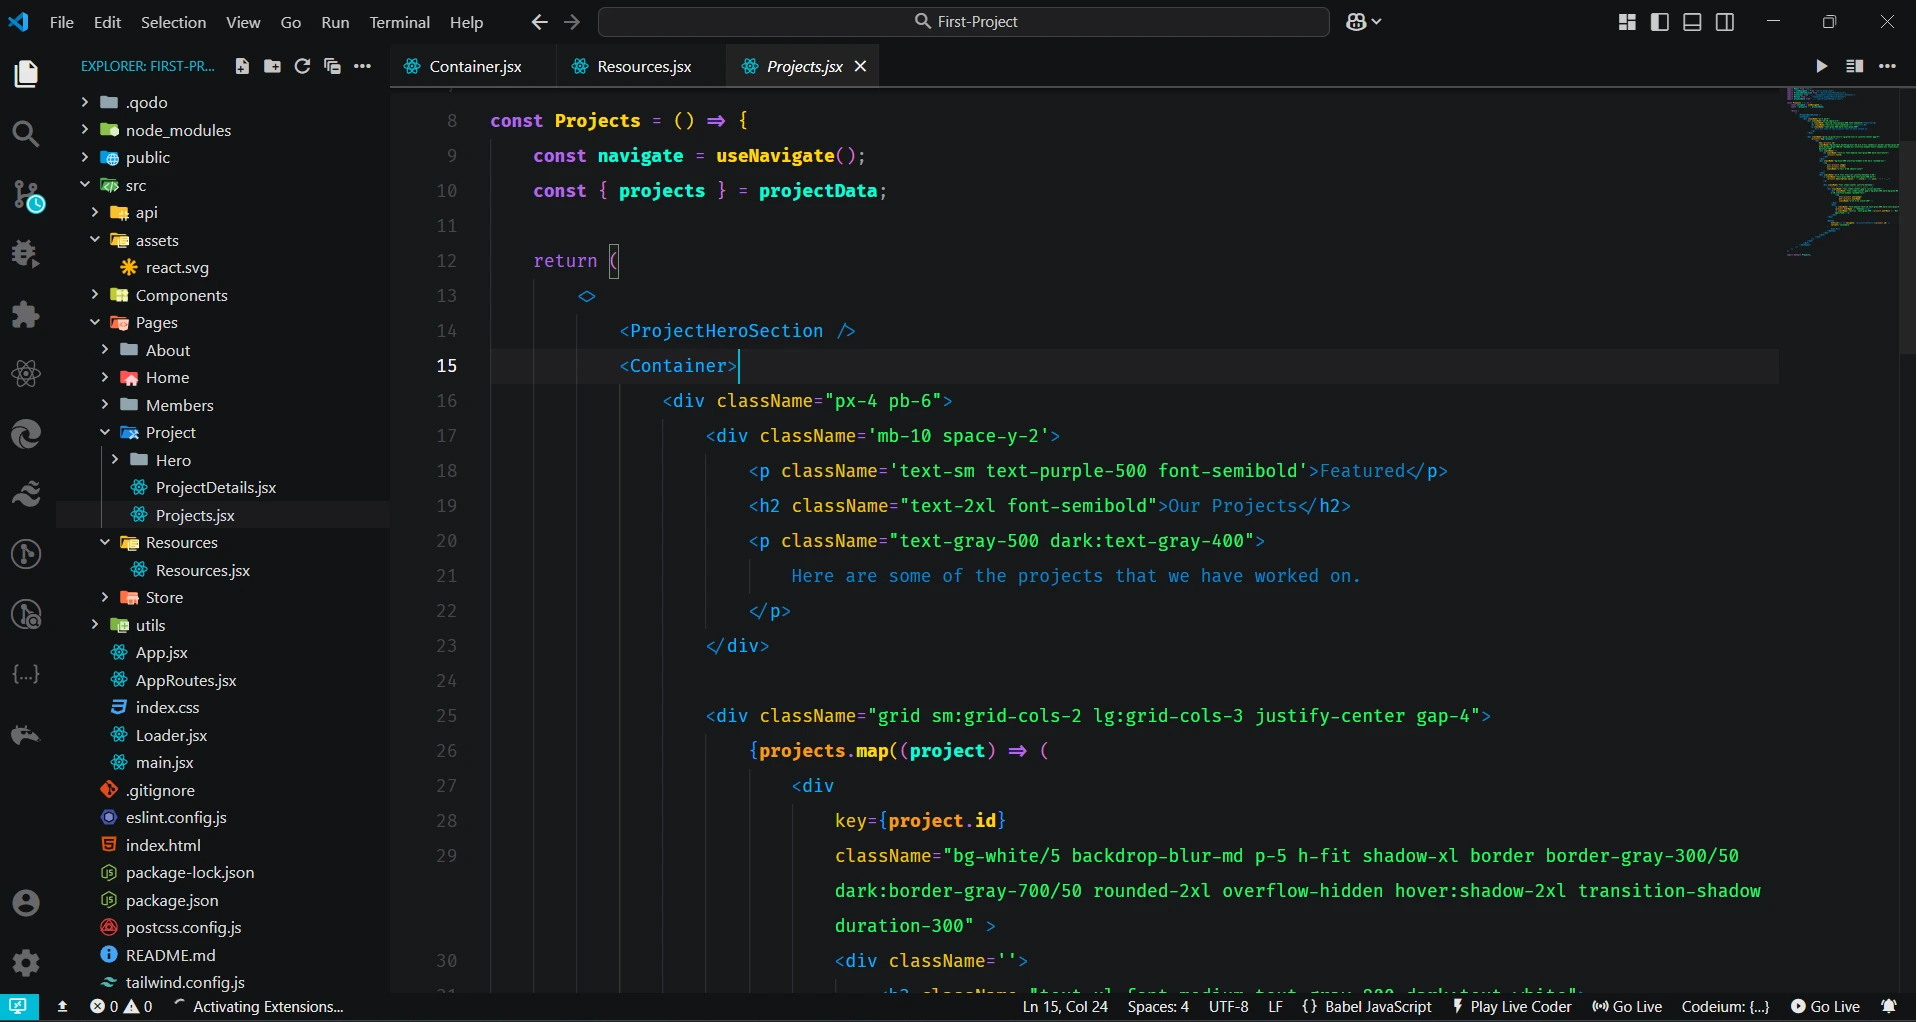 File Edit Selection View Go Run Terminal Help First-Project
EXPLORER: FIRST-PR...
Container.jsx Resources.jsx Projects.jsx
.qodo
node_modules
public
src
api
assets
react.svg
Components
Pages
About
Home
Members
Project
Hero
ProjectDetails.jsx
Projects.jsx
Resources
Resources.jsx
Store
utils
App.jsx
AppRoutes.jsx
index.css
Loader.jsx
main.jsx
.gitignore
eslint.config.js
index.html
package-lock.json
package.json
postcss.config.js
README.md
tailwind.config.js
8 const Projects = () => {
9 const navigate = useNavigate();
10 const { projects } = projectData;
11
12 return (
13 <>
14 <ProjectHeroSection />
15 <Container>
16 <div className="px-4 pb-6">
17 <div className='mb-10 space-y-2'>
18 <p className='text-sm text-purple-500 font-semibold'>Featured</p>
19 <h2 className="text-2xl font-semibold">Our Projects</h2>
20 <p className="text-gray-500 dark:text-gray-400">
21 Here are some of the projects that we have worked on.
22 </p>
23 </div>
24
25 <div className="grid sm:grid-cols-2 lg:grid-cols-3 justify-center gap-4">
26 {projects.map((project) => (
27 <div
28 key={project.id}
29 className="bg-white/5 backdrop-blur-md p-5 h-fit shadow-xl border border-gray-300/50
dark:border-gray-700/50 rounded-2xl overflow-hidden hover:shadow-2xl transition-shadow
duration-300" >
30 <div className=''>
0 0 Activating Extensions... Ln 15, Col 24 Spaces: 4 UTF-8 LF {} Babel JavaScript Play Live Coder Go Live Codeium: {...} Go Live